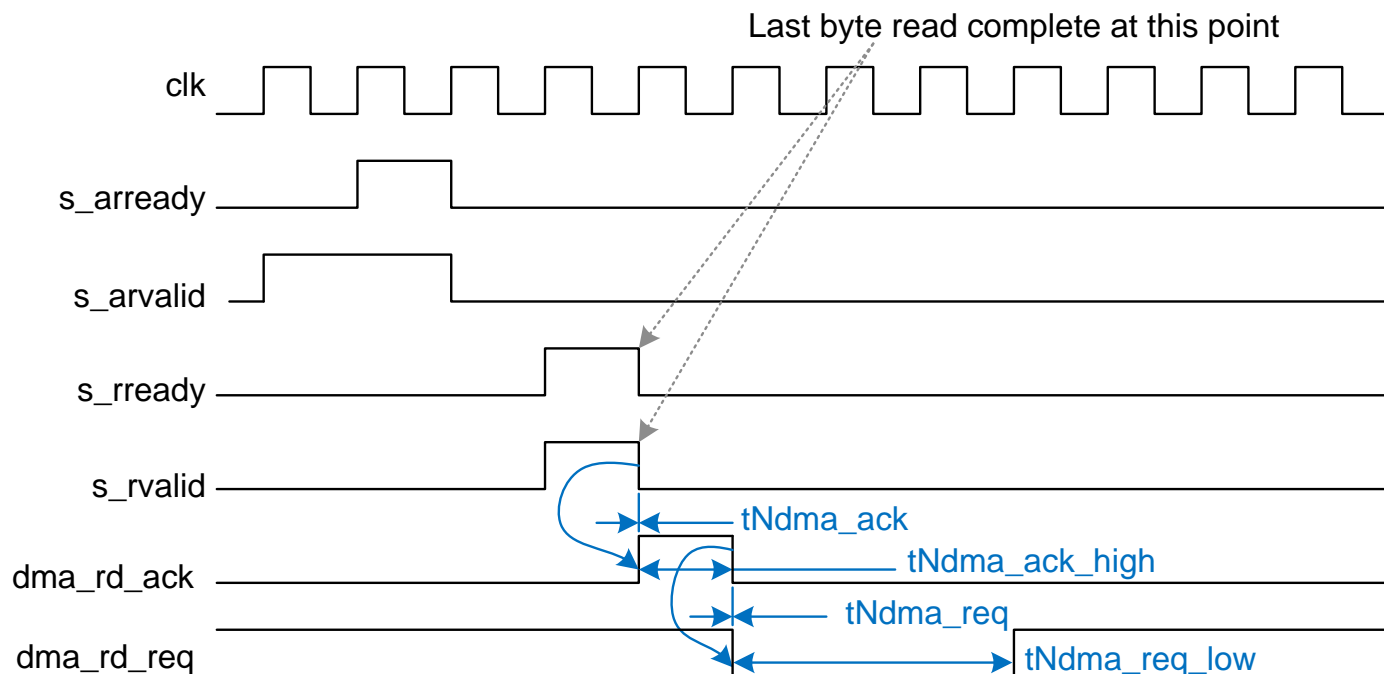 Last byte read complete at this point
clk
s_arready
s_arvalid
s_rready
s_rvalid
tNdma_ack
dma_rd_ack
tNdma_ack_high
tNdma_req
dma_rd_req
tNdma_req_low